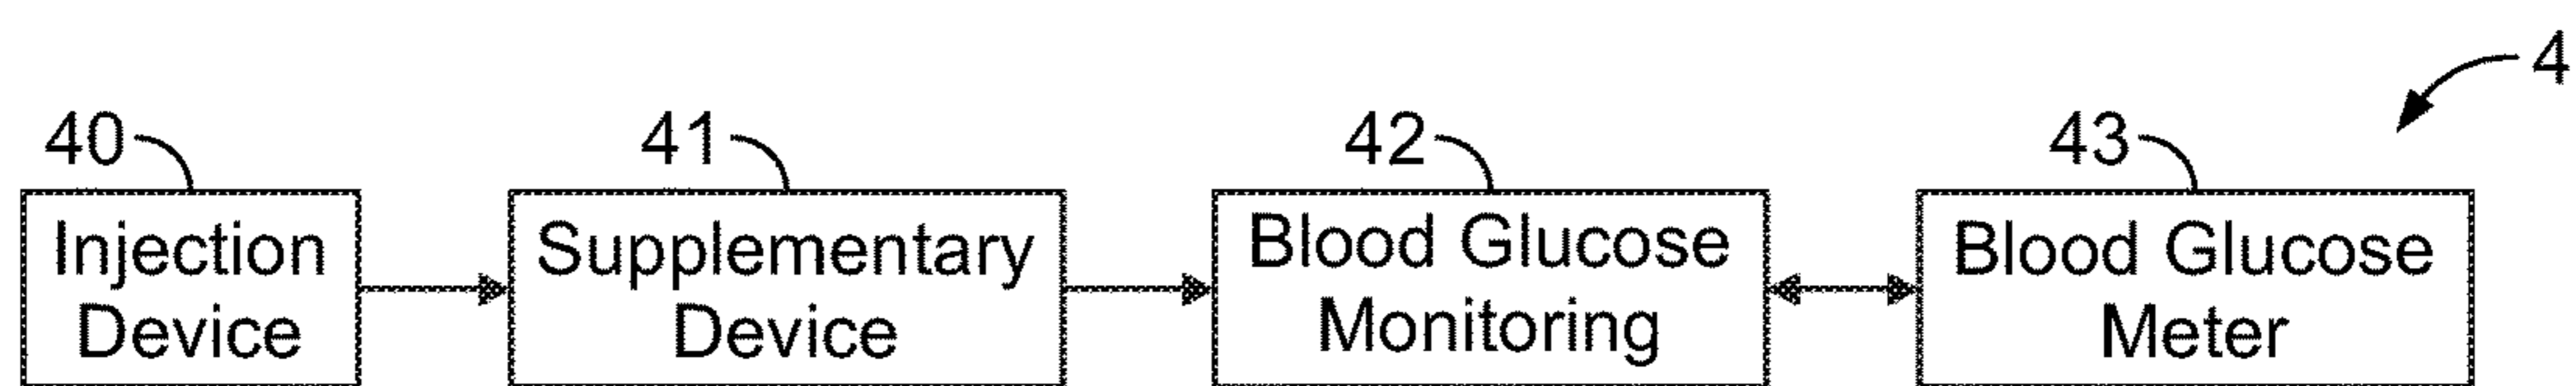 4
40
41
42
43
Injection
Device
Supplementary
Device
Blood Glucose
Monitoring
Blood Glucose
Meter